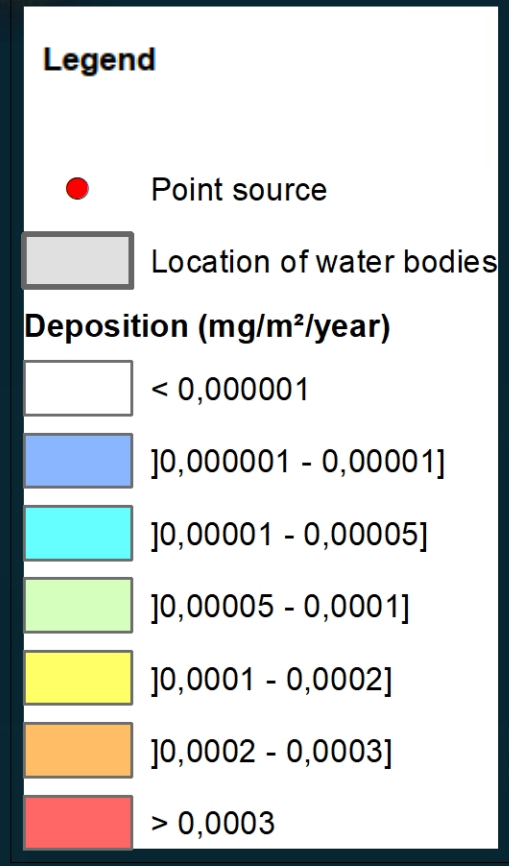 Legend
Point source
Location of water bodies
Deposition (mg/m²/year)
< 0,000001
]0,000001 - 0,00001]
]0,00001 - 0,00005]
]0,00005 - 0,0001]
]0,0001 - 0,0002]
]0,0002 - 0,0003]
> 0,0003